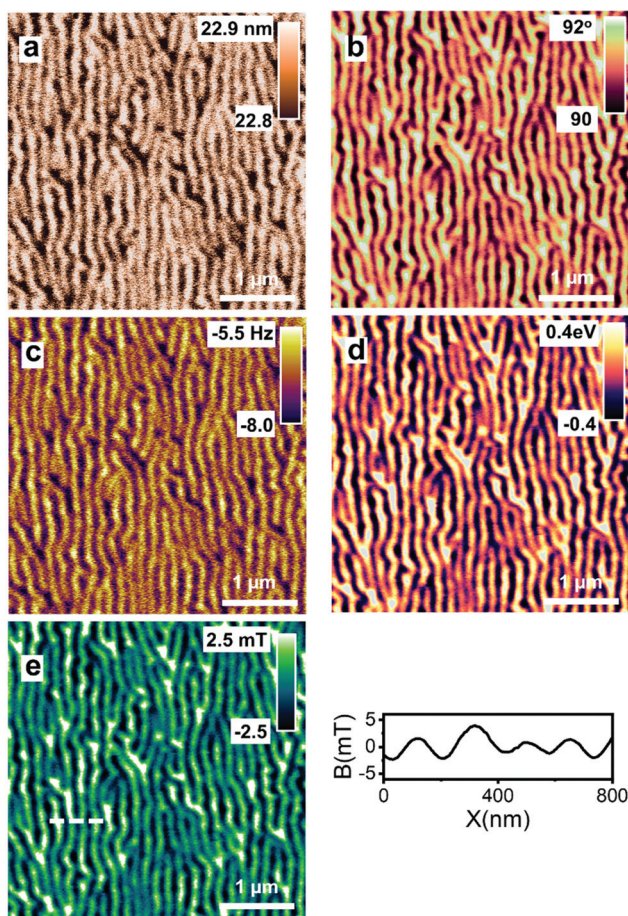 a
22.9 nm
22.8
1 µm
b
92°
90
1 µm
c
-5.5 Hz
-8.0
1 µm
d
0.4eV
-0.4
1 µm
e
2.5 mT
-2.5
1 µm
B(mT)
5
0
-5
0
400
800
X(nm)